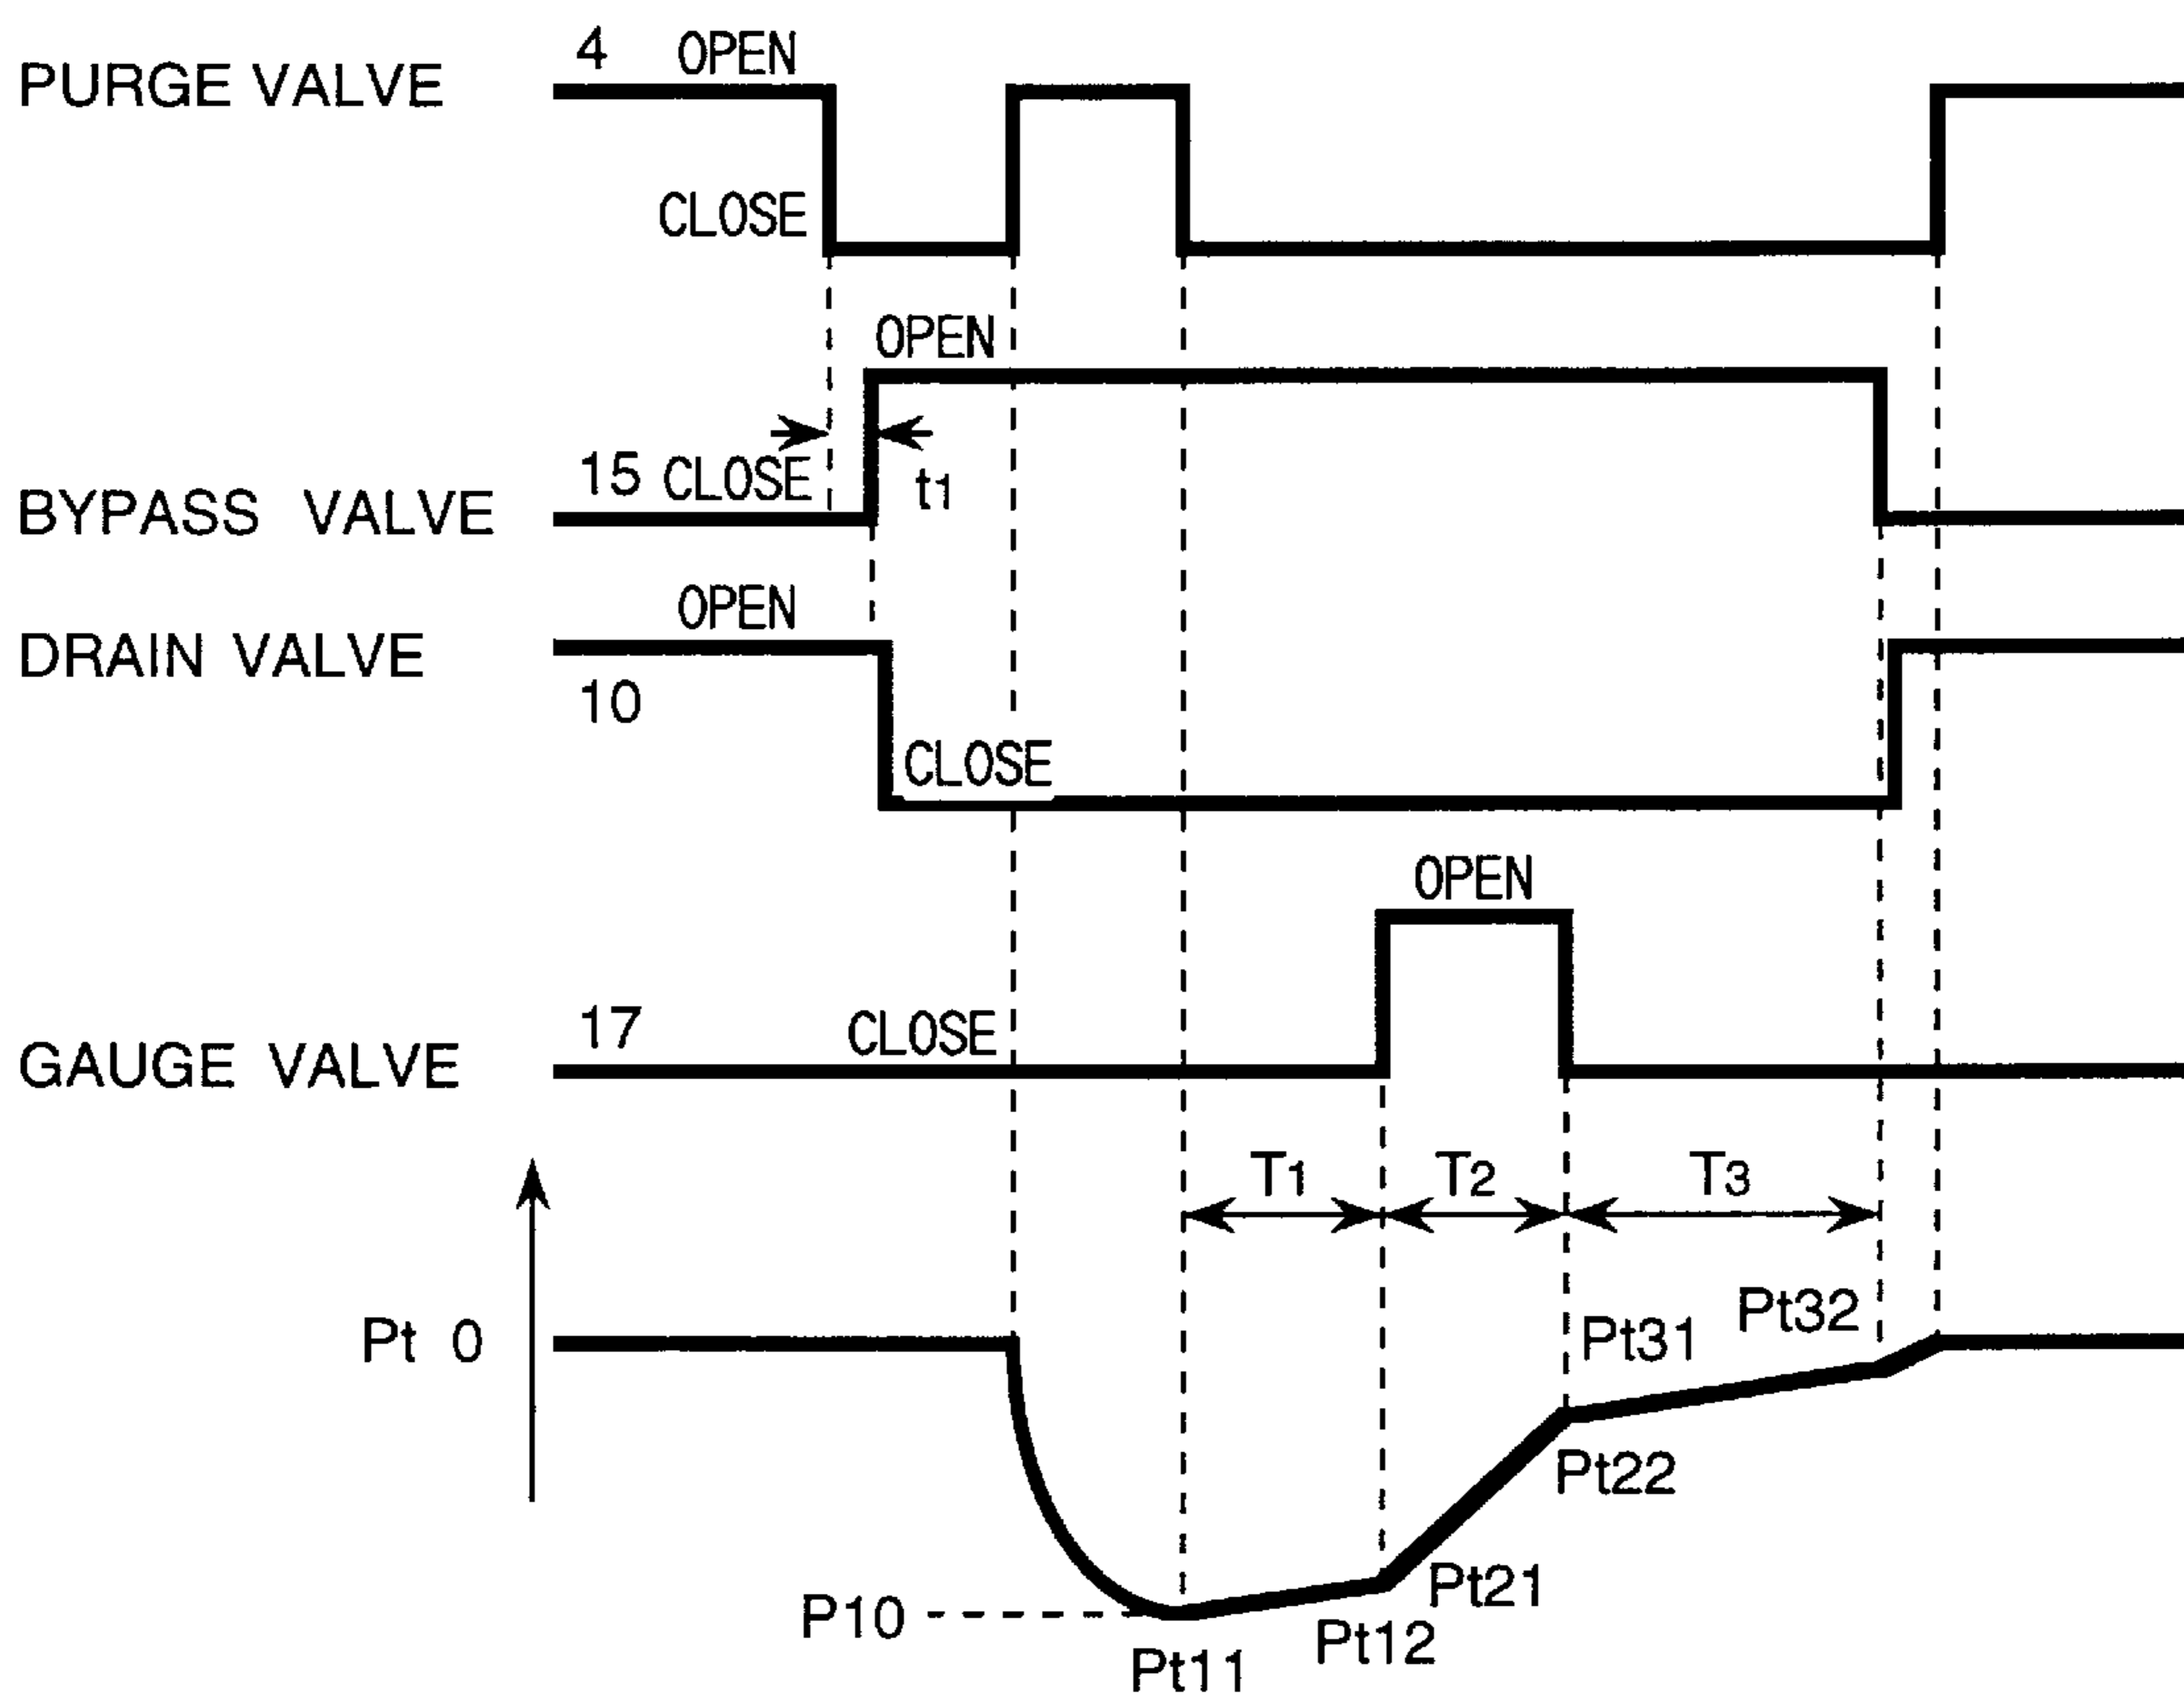 4 OPEN
PURGE VALVE
CLOSE
OPEN
15 CLOSE t1
BYPASS VALVE
OPEN
DRAIN VALVE
10
CLOSE
OPEN
17 CLOSE
GAUGE VALVE
T1 T2 T3
Pt32
Pt 0 Pt31
Pt22
Pt21
P10 Pt12
Pt11